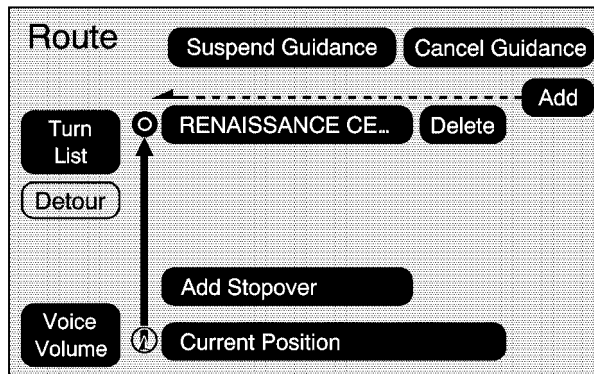 Route
Suspend Guidance
Cancel Guidance
Add
Turn
List
RENAISSANCE CE...
Delete
Detour
Add Stopover
Voice
Volume
Current Position